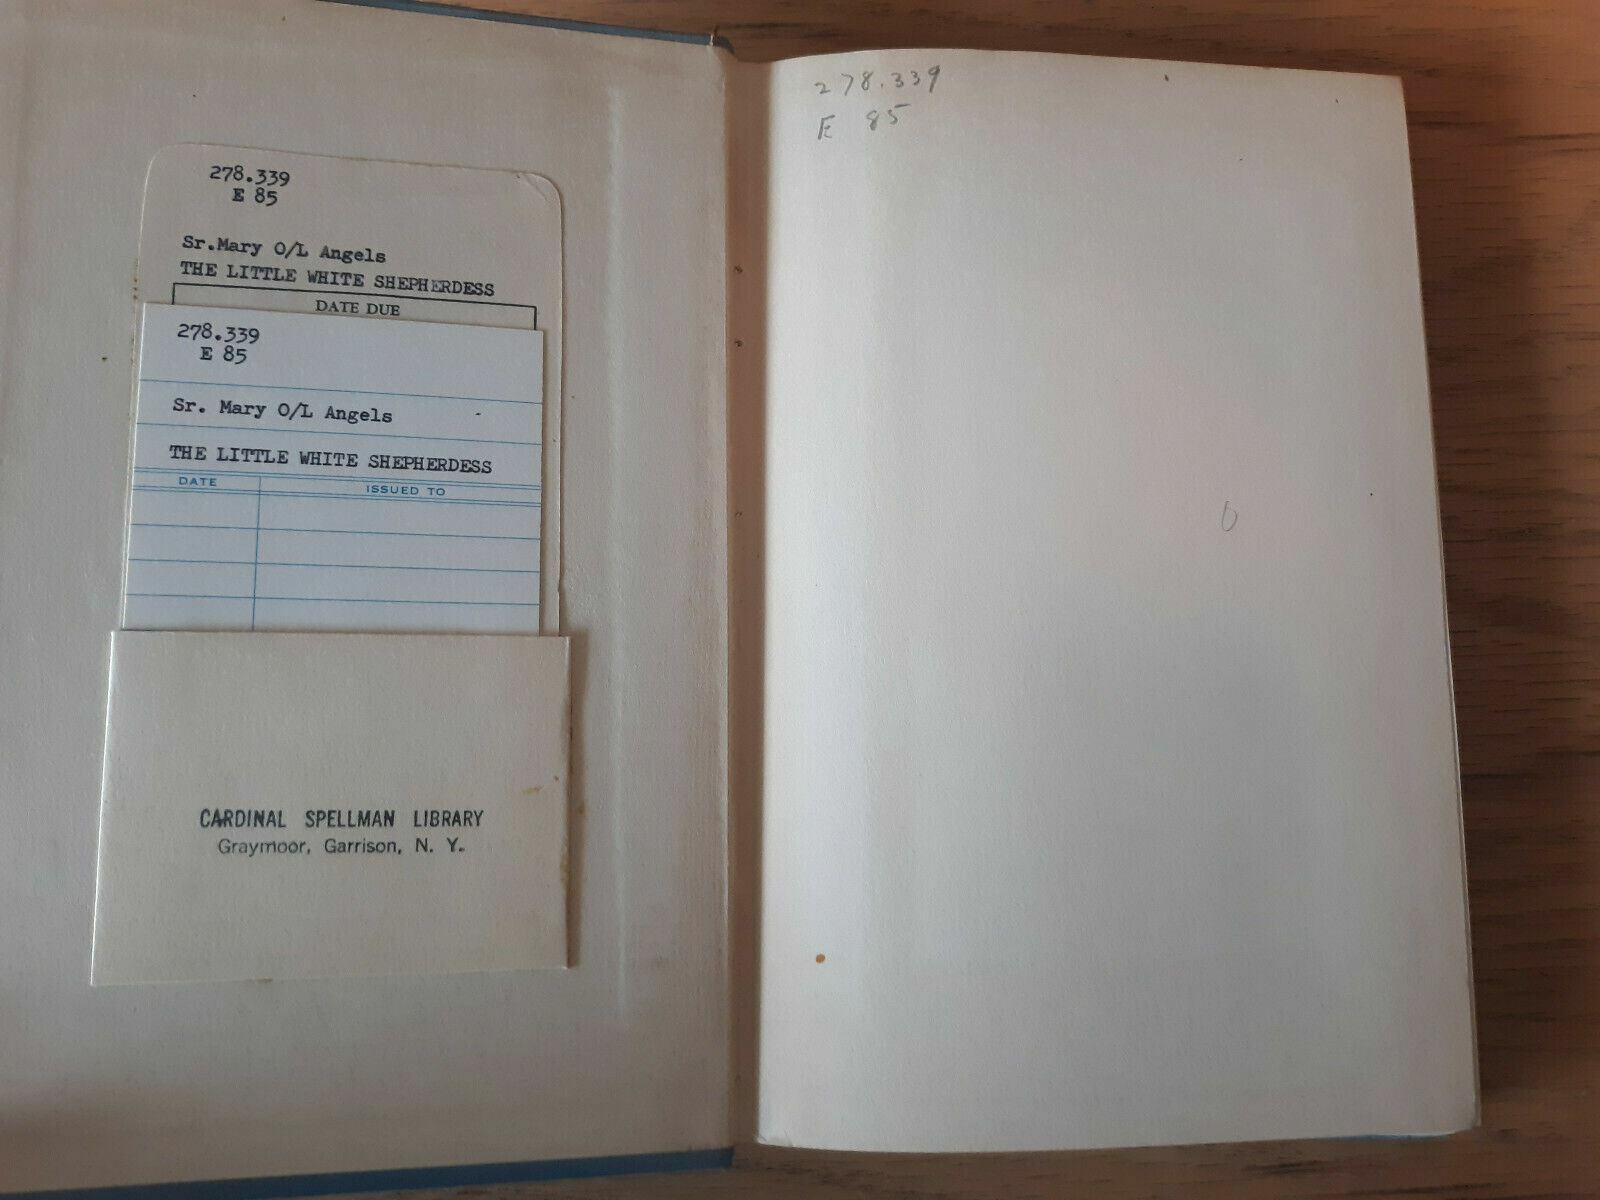 278.339
E 85
Sr.Mary O/L Angels
THE LITTLE WHITE SHEPHERDESS
DATE DUE
278.339
E 85
Sr. Mary O/L Angels
THE LITTLE WHITE SHEPHERDESS
DATE ISSUED TO
CARDINAL SPELLMAN LIBRARY
Graymoor, Garrison, N. Y.
278.339
E 85
0